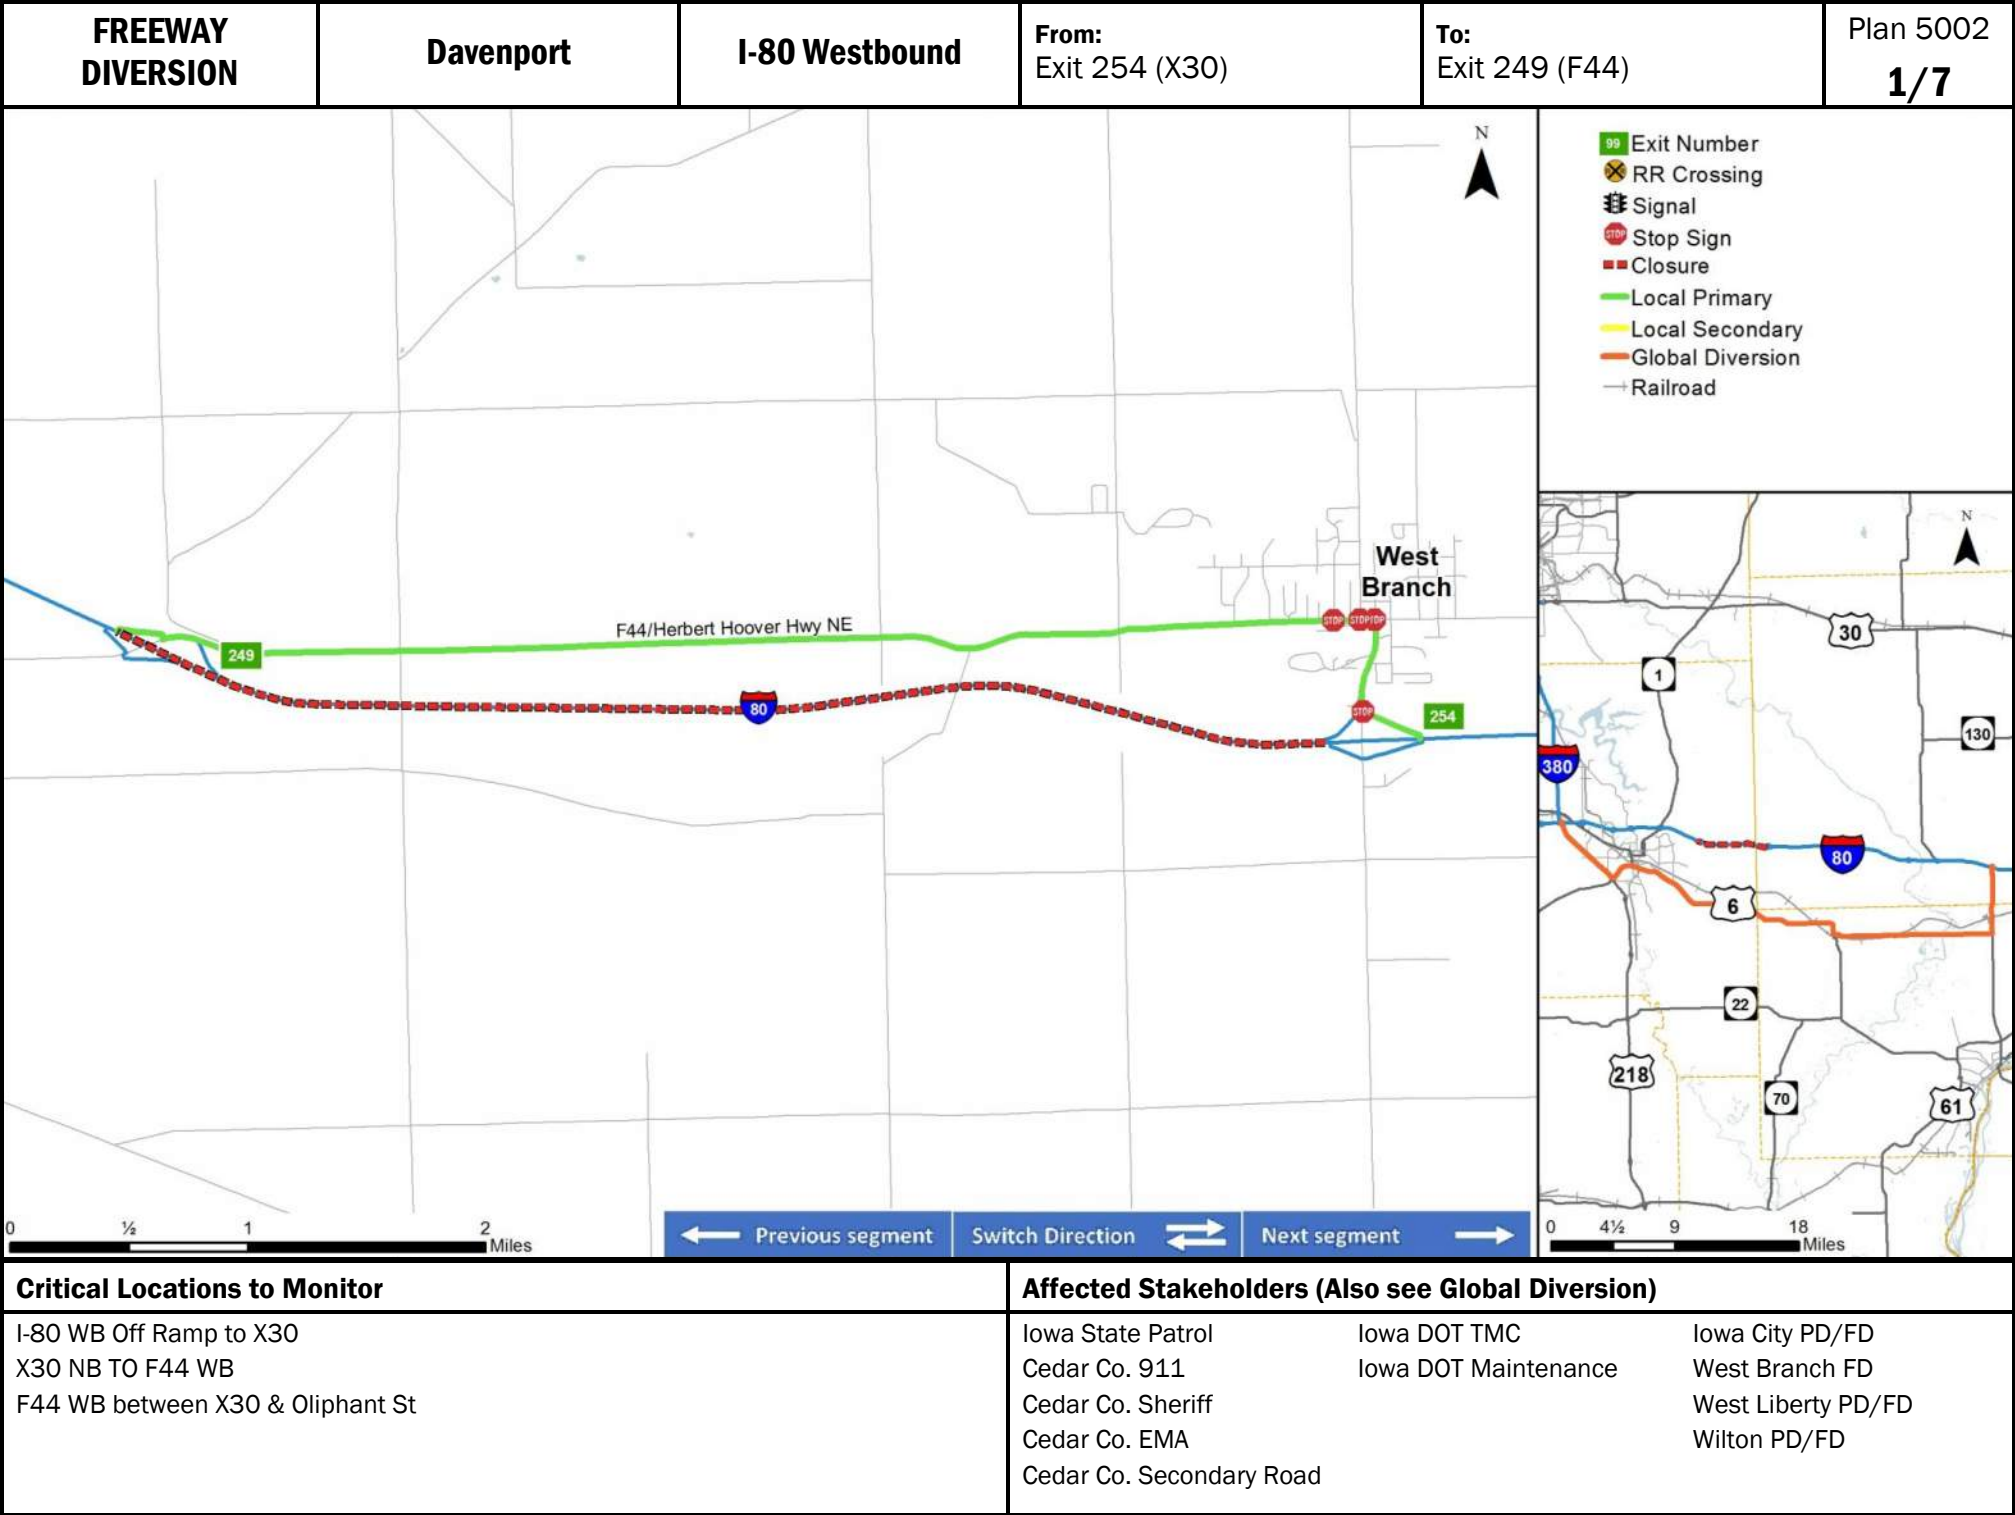 FREEWAY
DIVERSION
Davenport
I-80 Westbound
From:
Exit 254 (X30)
To:
Exit 249 (F44)
Plan 5002
1/7
N
99 Exit Number
RR Crossing
Signal
STOP Stop Sign
Closure
Local Primary
Local Secondary
Global Diversion
Railroad
West
Branch
F44/Herbert Hoover Hwy NE
STOP STOP STOP
249
80
STOP
254
N
30
1
130
380
80
6
22
218
70
61
0 ½ 1 2
Miles
Previous segment
Switch Direction
Next segment
0 4½ 9 18
Miles
Critical Locations to Monitor
I-80 WB Off Ramp to X30
X30 NB TO F44 WB
F44 WB between X30 & Oliphant St
Affected Stakeholders (Also see Global Diversion)
Iowa State Patrol
Cedar Co. 911
Cedar Co. Sheriff
Cedar Co. EMA
Cedar Co. Secondary Road
Iowa DOT TMC
Iowa DOT Maintenance
Iowa City PD/FD
West Branch FD
West Liberty PD/FD
Wilton PD/FD